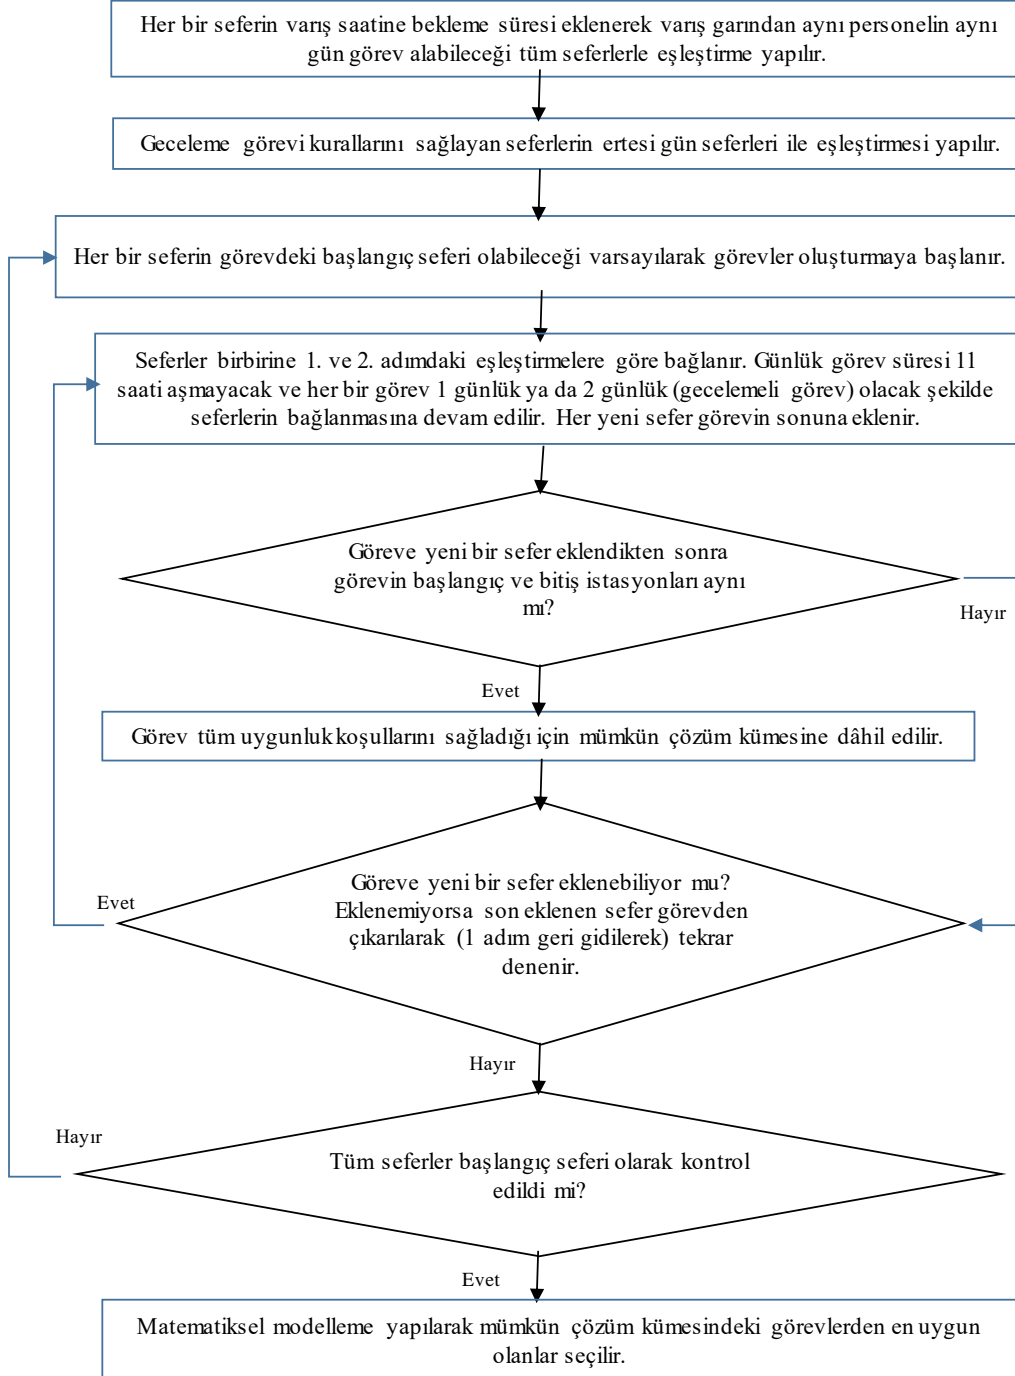 Her bir seferin varış saatine bekleme süresi eklenerek varış garından aynı personelin aynı
gün görev alabileceği tüm seferlerle eşleştirme yapılır.
Geceleme görevi kurallarını sağlayan seferlerin ertesi gün seferleri ile eşleştirmesi yapılır.
Her bir seferin görevdeki başlangıç seferi olabileceği varsayılarak görevler oluşturmaya başlanır.
Seferler birbirine 1. ve 2. adımdaki eşleştirmelere göre bağlanır. Günlük görev süresi 11
saati aşmayacak ve her bir görev 1 günlük ya da 2 günlük (gecelemeli görev) olacak şekilde
seferlerin bağlanmasına devam edilir. Her yeni sefer görevin sonuna eklenir.
Göreve yeni bir sefer eklendikten sonra
görevin başlangıç ve bitiş istasyonları aynı
mı?
Hayır
Evet
Görev tüm uygunluk koşullarını sağladığı için mümkün çözüm kümesine dâhil edilir.
Göreve yeni bir sefer eklenebiliyor mu?
Eklenemiyorsa son eklenen sefer görevden
çıkarılarak (1 adım geri gidilerek) tekrar
denenir.
Evet
Hayır
Tüm seferler başlangıç seferi olarak kontrol
edildi mi?
Hayır
Evet
Matematiksel modelleme yapılarak mümkün çözüm kümesindeki görevlerden en uygun
olanlar seçilir.